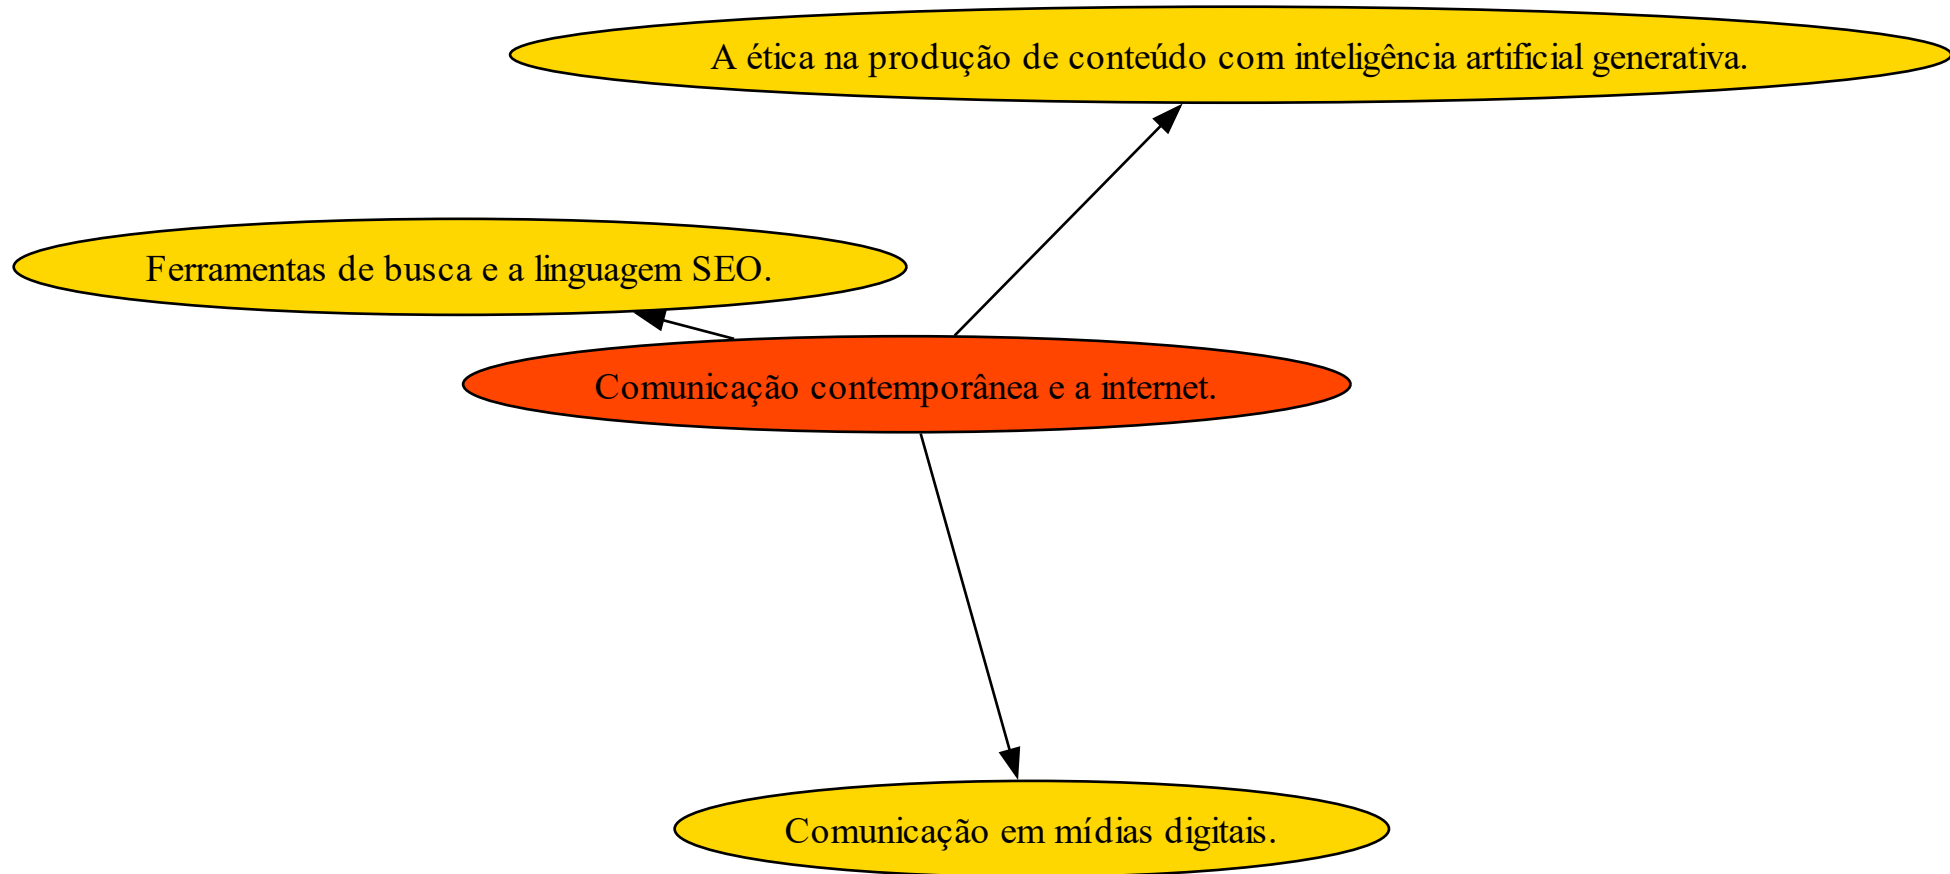 A ética na produção de conteúdo com inteligência artificial generativa.
Ferramentas de busca e a linguagem SEO.
Comunicação contemporânea e a internet.
Comunicação em mídias digitais.